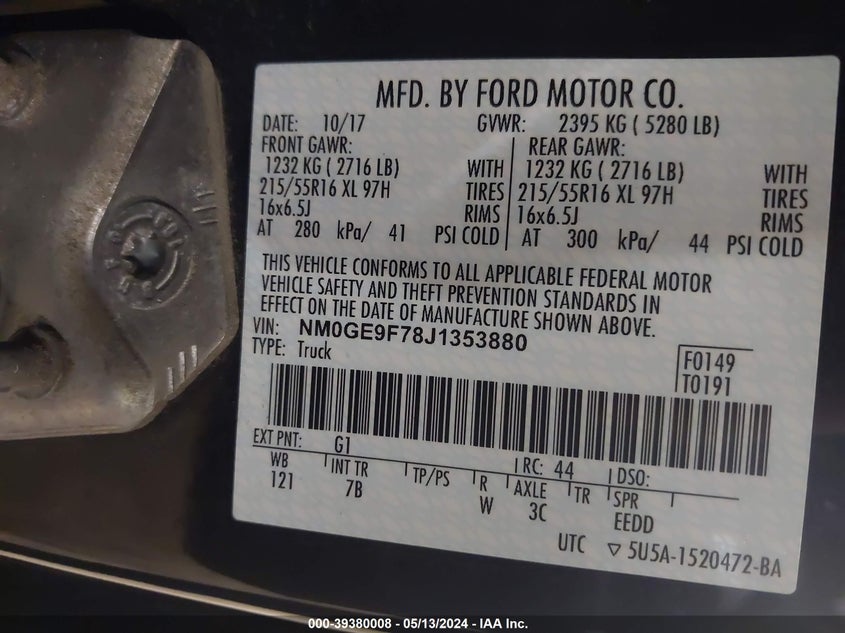 MFD. BY FORD MOTOR CO.
DATE: 10/17 GVWR: 2395 KG ( 5280 LB)
FRONT GAWR: REAR GAWR:
1232 KG ( 2716 LB) WITH 1232 KG ( 2716 LB) WITH
215/55R16 XL 97H TIRES 215/55R16 XL 97H TIRES
16x6.5J RIMS 16x6.5J RIMS
AT 280 kPa/ 41 PSI COLD AT 300 kPa/ 44 PSI COLD
THIS VEHICLE CONFORMS TO ALL APPLICABLE FEDERAL MOTOR
VEHICLE SAFETY AND THEFT PREVENTION STANDARDS IN
EFFECT ON THE DATE OF MANUFACTURE SHOWN ABOVE.
VIN: NM0GE9F78J1353880
TYPE: Truck
F0149
T0191
EXT PNT: G1 RC: 44 DSO:
WB INT TR TP/PS R AXLE TR SPR
121 7B W 3C EEDD
UTC ▽ 5U5A-1520472-BA
000-39380008 - 05/13/2024 - IAA Inc.